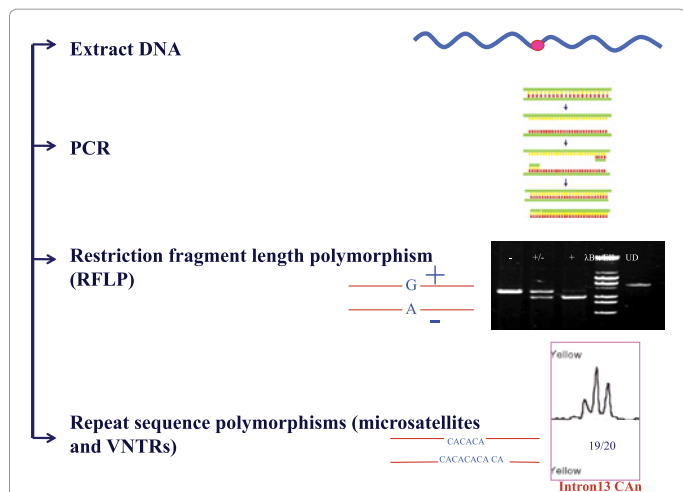 Extract DNA
PCR
Restriction fragment length polymorphism
(RFLP)
G +
A -
- +/- + UD
Repeat sequence polymorphisms (microsatellites
and VNTRs)
CACACA
CACACACA CA
Yellow
19/20
Yellow
Intron13 CAn